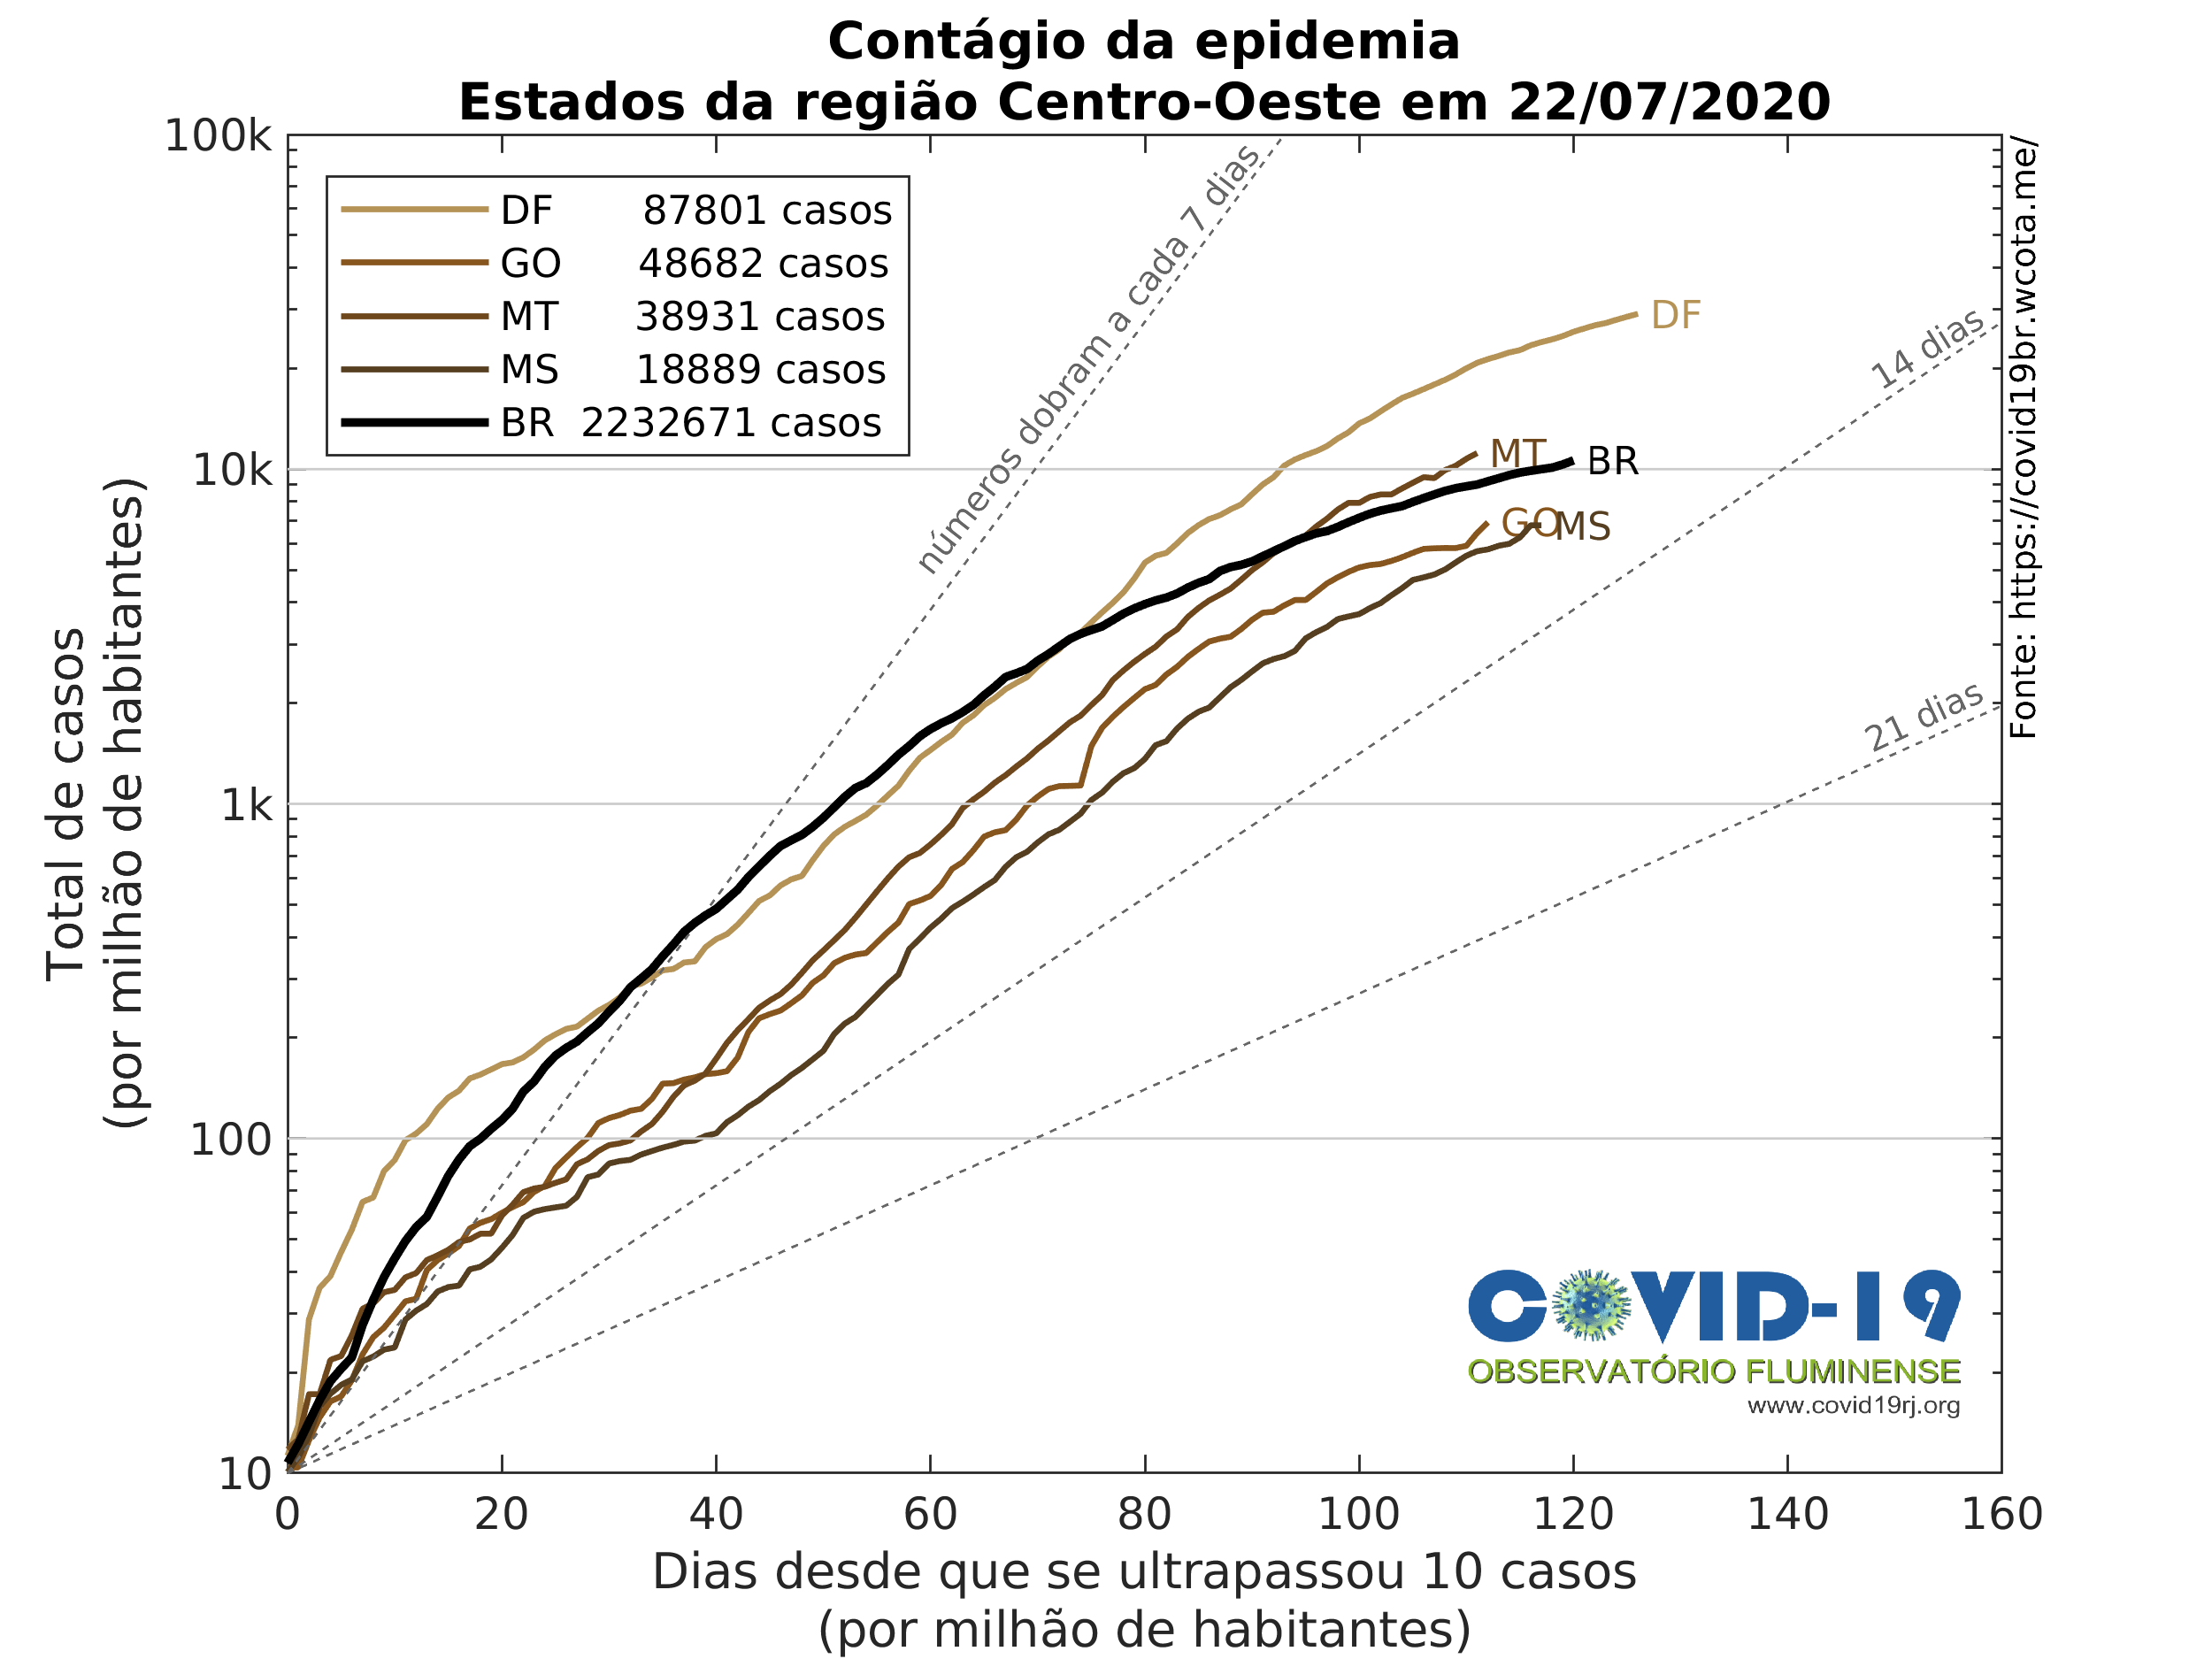 Contágio da epidemia
Estados da região Centro-Oeste em 22/07/2020
Total de casos
(por milhão de habitantes)
100k
10k
1k
100
10
DF 87801 casos
GO 48682 casos
MT 38931 casos
MS 18889 casos
BR 2232671 casos
números dobram a cada 7 dias
14 dias
21 dias
DF
MT
BR
GO
MS
Fonte: https://covid19br.wcota.me/
COVID-19
OBSERVATÓRIO FLUMINENSE
www.covid19rj.org
0 20 40 60 80 100 120 140 160
Dias desde que se ultrapassou 10 casos
(por milhão de habitantes)